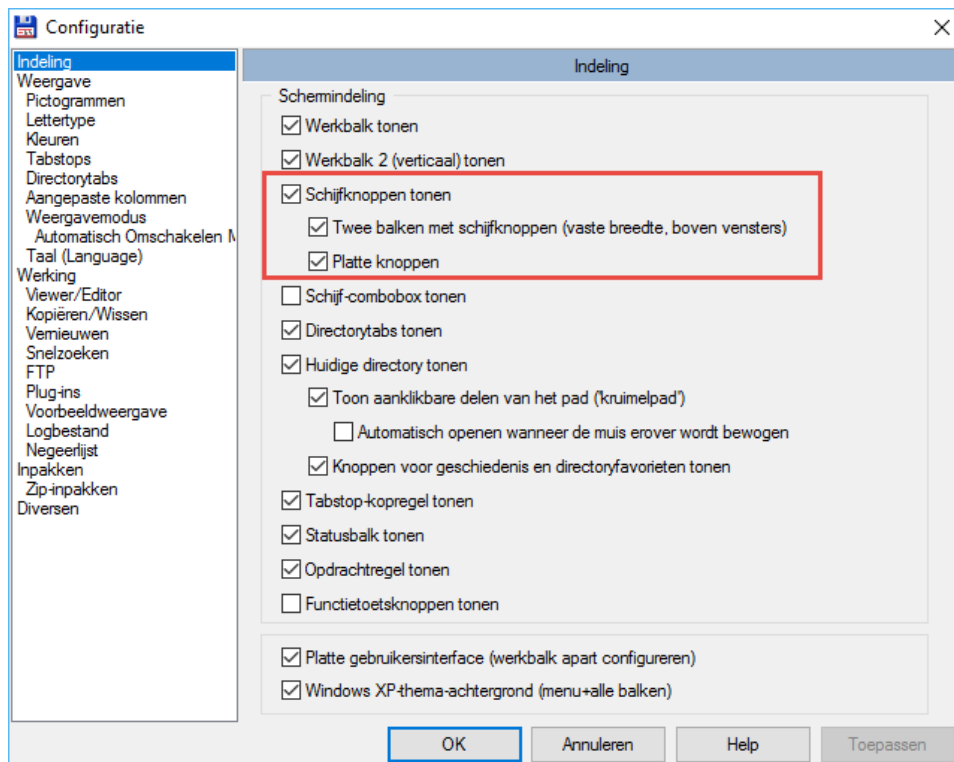 Configuratie
Indeling
Weergave
Pictogrammen
Lettertype
Kleuren
Tabstops
Directorytabs
Aangepaste kolommen
Weergavemodus
Automatisch Omschakelen M
Taal (Language)
Werking
Viewer/Editor
Kopiëren/Wissen
Vernieuwen
Snelzoeken
FTP
Plug-ins
Voorbeeldweergave
Logbestand
Negeerlijst
Inpakken
Zip-inpakken
Diversen
Indeling
Schermindeling
Werkbalk tonen
Werkbalk 2 (verticaal) tonen
Schijfknoppen tonen
Twee balken met schijfknoppen (vaste breedte, boven vensters)
Platte knoppen
Schijf-combobox tonen
Directorytabs tonen
Huidige directory tonen
Toon aanklikbare delen van het pad ('kruimelpad')
Automatisch openen wanneer de muis erover wordt bewogen
Knoppen voor geschiedenis en directoryfavorieten tonen
Tabstop-kopregel tonen
Statusbalk tonen
Opdrachtregel tonen
Functietoetsknoppen tonen
Platte gebruikersinterface (werkbalk apart configureren)
Windows XP-thema-achtergrond (menu+alle balken)
OK
Annuleren
Help
Toepassen